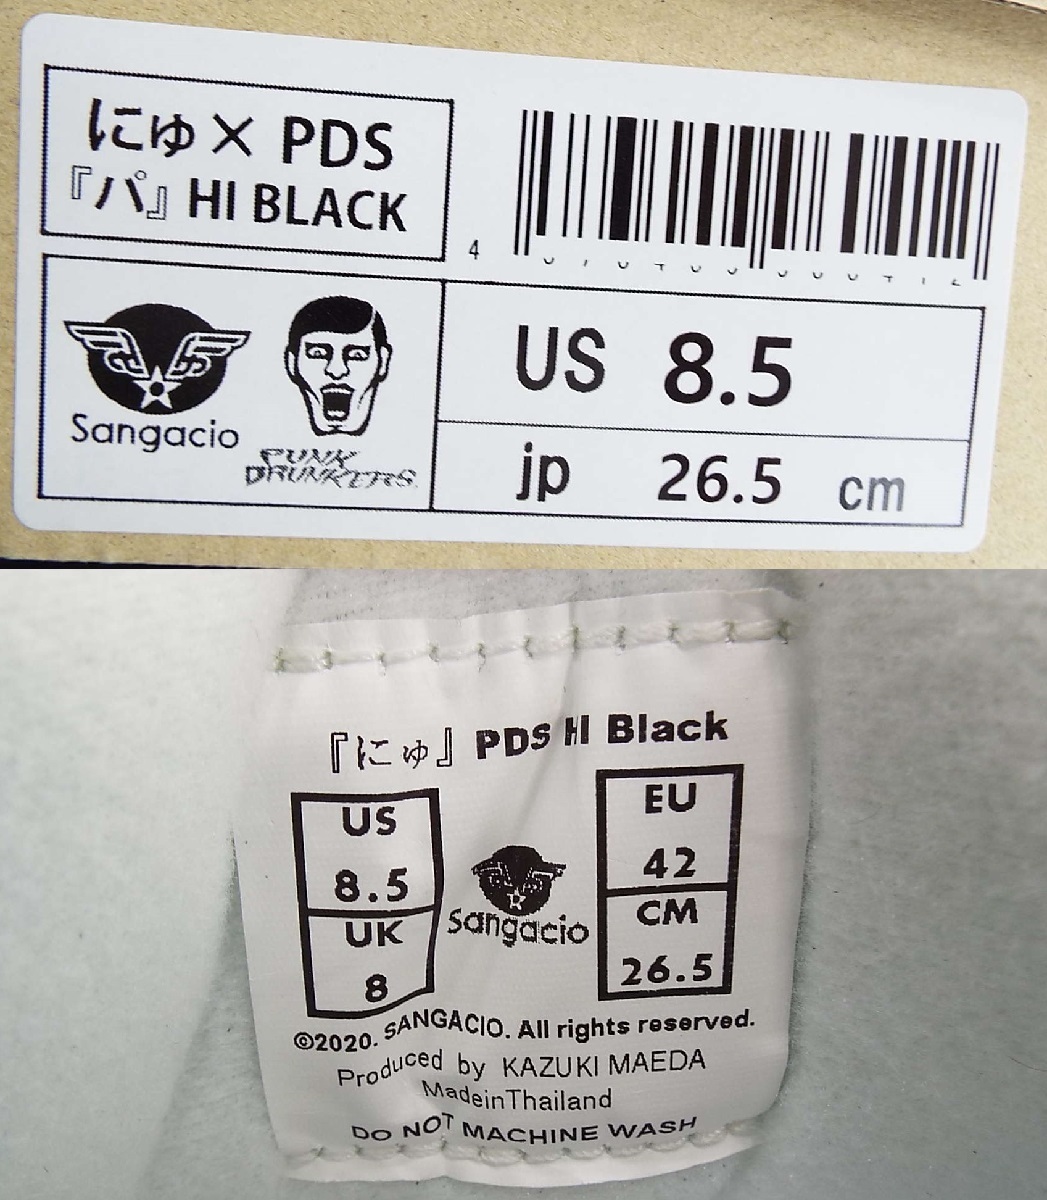 にゅ× PDS
『パ』HI BLACK
4
Sangacio
PUNK
DRUNKERS
US 8.5
jp 26.5 cm
『にゅ』PDS HI Black
US
8.5
UK
8
Sangacio
EU
42
CM
26.5
©2020. SANGACIO. All rights reserved.
Produced by KAZUKI MAEDA
MadeinThailand
DO NOT MACHINE WASH